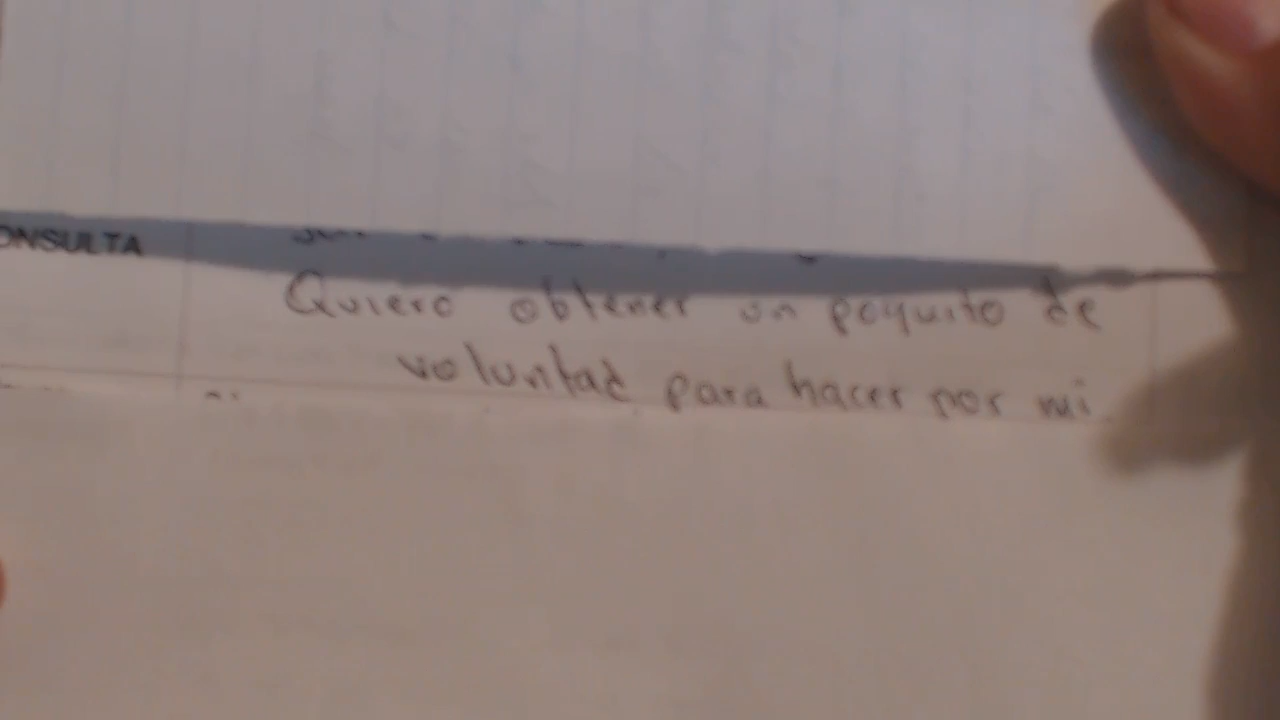 ONSULTA
Quiero obtener un poquito de
voluntad para hacer por mi